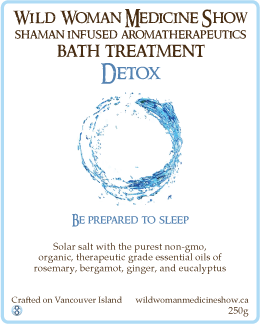 Wild Woman Medicine Show
shaman infused aromatherapeutics
bath treatment
Detox
Be prepared to sleep
Solar salt with the purest non-gmo,
organic, therapeutic grade essential oils of
rosemary, bergamot, ginger, and eucalyptus
Crafted on Vancouver Island wildwomanmedicineshow.ca
250g